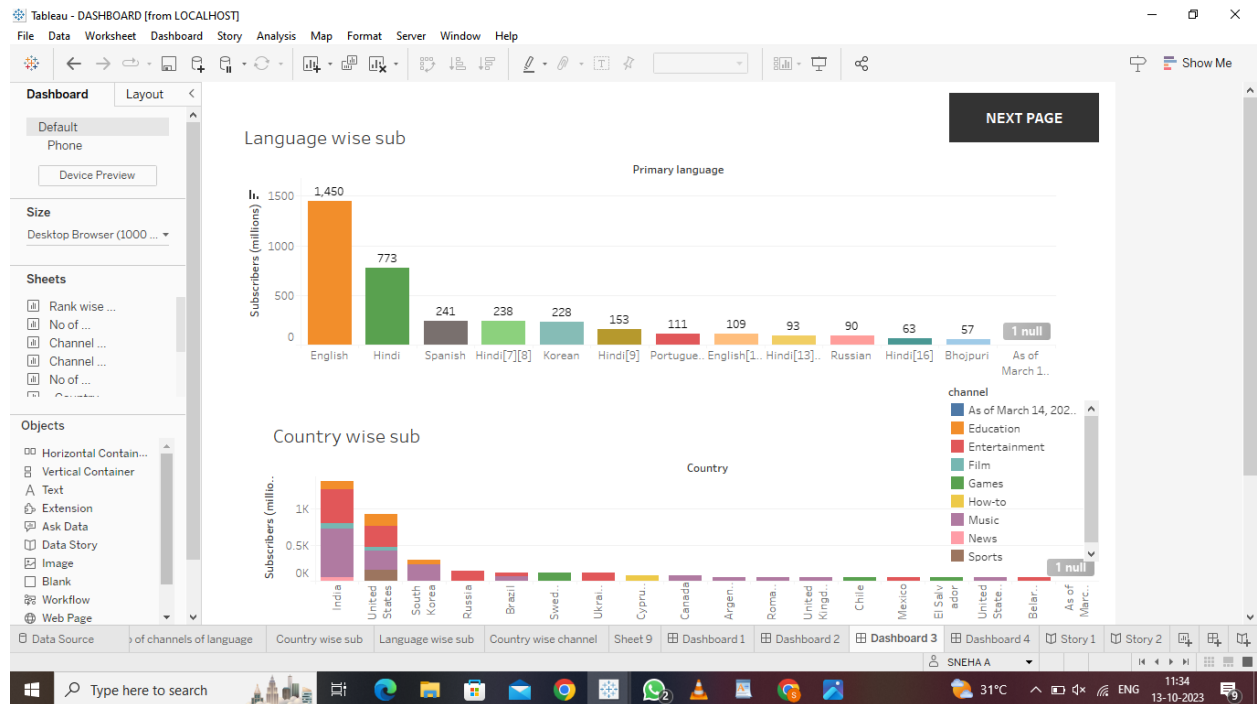 Tableau - DASHBOARD [from LOCALHOST]
File Data Worksheet Dashboard Story Analysis Map Format Server Window Help
Show Me
Dashboard Layout
Default
Phone
Device Preview
Size
Desktop Browser (1000 ...
Sheets
Rank wise ...
No of ...
Channel ...
Channel ...
No of ...
Objects
Horizontal Contain...
Vertical Container
Text
Extension
Ask Data
Data Story
Image
Blank
Workflow
Web Page
NEXT PAGE
Language wise sub
Primary language
Subscribers (millions)
1500
1000
500
0
1,450
773
241
238
228
153
111
109
93
90
63
57
1 null
English Hindi Spanish Hindi[7][8] Korean Hindi[9] Portugue.. English[1.. Hindi[13].. Russian Hindi[16] Bhojpuri As of
March 1..
channel
As of March 14, 202..
Education
Entertainment
Film
Games
How-to
Music
News
Sports
Country wise sub
Country
Subscribers (millio..
1K
0.5K
0K
1 null
India
United
States
South
Korea
Russia
Brazil
Swed..
Ukrai..
Cypru..
Canada
Argen..
Roma..
United
Kingd..
Chile
Mexico
El Salv
ador
United
State..
Belar..
As of
Marc..
Data Source of channels of language Country wise sub Language wise sub Country wise channel Sheet 9 Dashboard 1 Dashboard 2 Dashboard 3 Dashboard 4 Story 1 Story 2
SNEHA A
Type here to search
2
31°C
ENG
11:34
13-10-2023
9